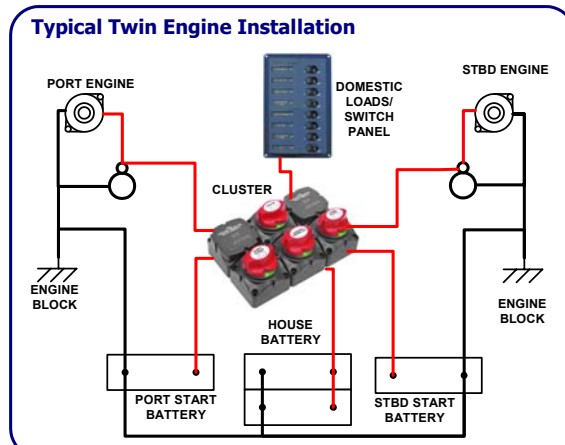 Typical Twin Engine Installation
PORT ENGINE
STBD ENGINE
DOMESTIC
LOADS/
SWITCH
PANEL
CLUSTER
ENGINE
BLOCK
ENGINE
BLOCK
HOUSE
BATTERY
PORT START
BATTERY
STBD START
BATTERY